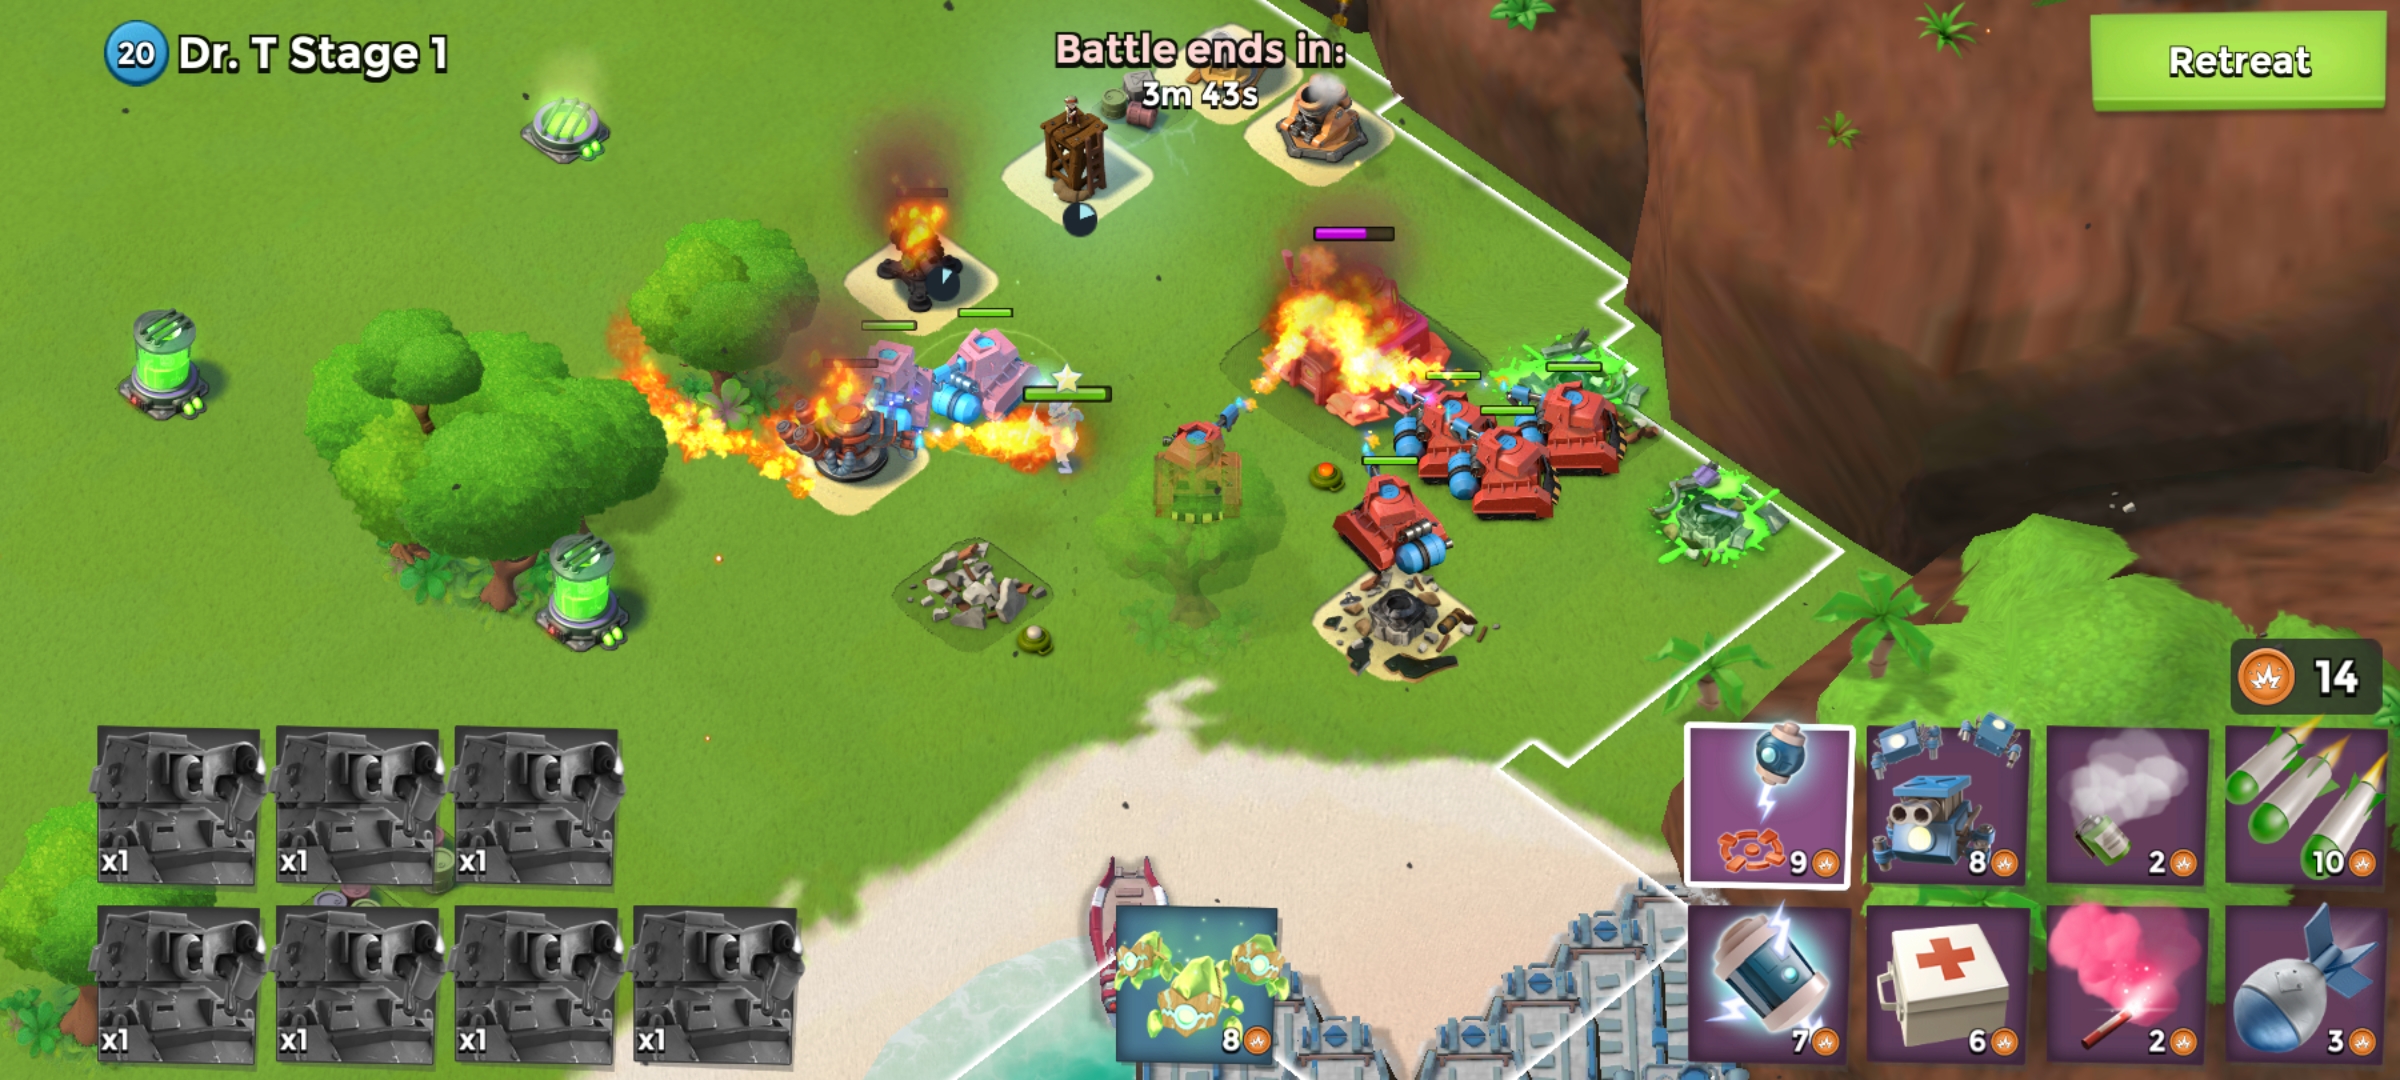 20 Dr. T Stage 1
Battle ends in:
3m 43s
Retreat
14
x1 x1 x1
9 8 2 10
x1 x1 x1 x1
8
7 6 2 3